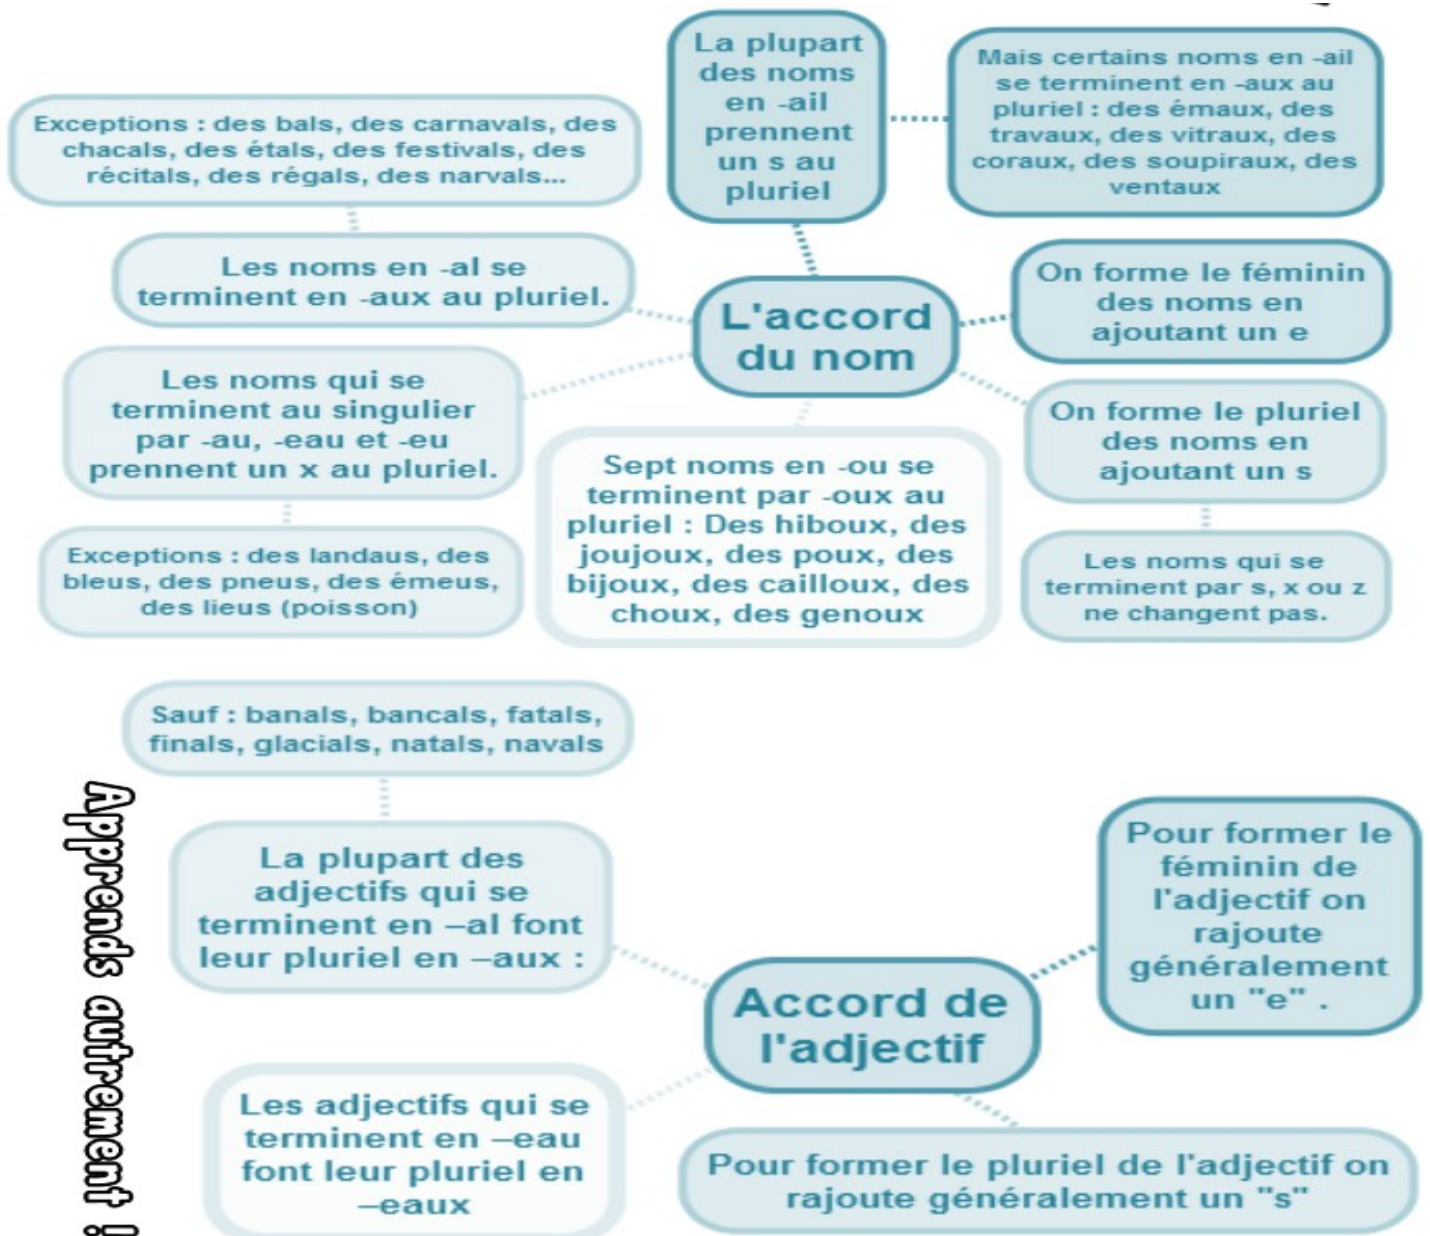 La plupart
des noms
en -ail
prennent
un s au
pluriel
Mais certains noms en -ail
se terminent en -aux au
pluriel : des émaux, des
travaux, des vitraux, des
coraux, des soupiraux, des
ventaux
Exceptions : des bals, des carnavals, des
chacals, des étals, des festivals, des
récitals, des régals, des narvals...
Les noms en -al se
terminent en -aux au pluriel.
L'accord
du nom
On forme le féminin
des noms en
ajoutant un e
Les noms qui se
terminent au singulier
par -au, -eau et -eu
prennent un x au pluriel.
On forme le pluriel
des noms en
ajoutant un s
Sept noms en -ou se
terminent par -oux au
pluriel : Des hiboux, des
joujoux, des poux, des
bijoux, des cailloux, des
choux, des genoux
Exceptions : des landaus, des
bleus, des pneus, des émeus,
des lieus (poisson)
Les noms qui se
terminent par s, x ou z
ne changent pas.
Sauf : banals, bancals, fatals,
finals, glacials, natals, navals
La plupart des
adjectifs qui se
terminent en –al font
leur pluriel en –aux :
Pour former le
féminin de
l'adjectif on
rajoute
généralement
un "e" .
Accord de
l'adjectif
Les adjectifs qui se
terminent en –eau
font leur pluriel en
–eaux
Pour former le pluriel de l'adjectif on
rajoute généralement un "s"
Apprends autrement !